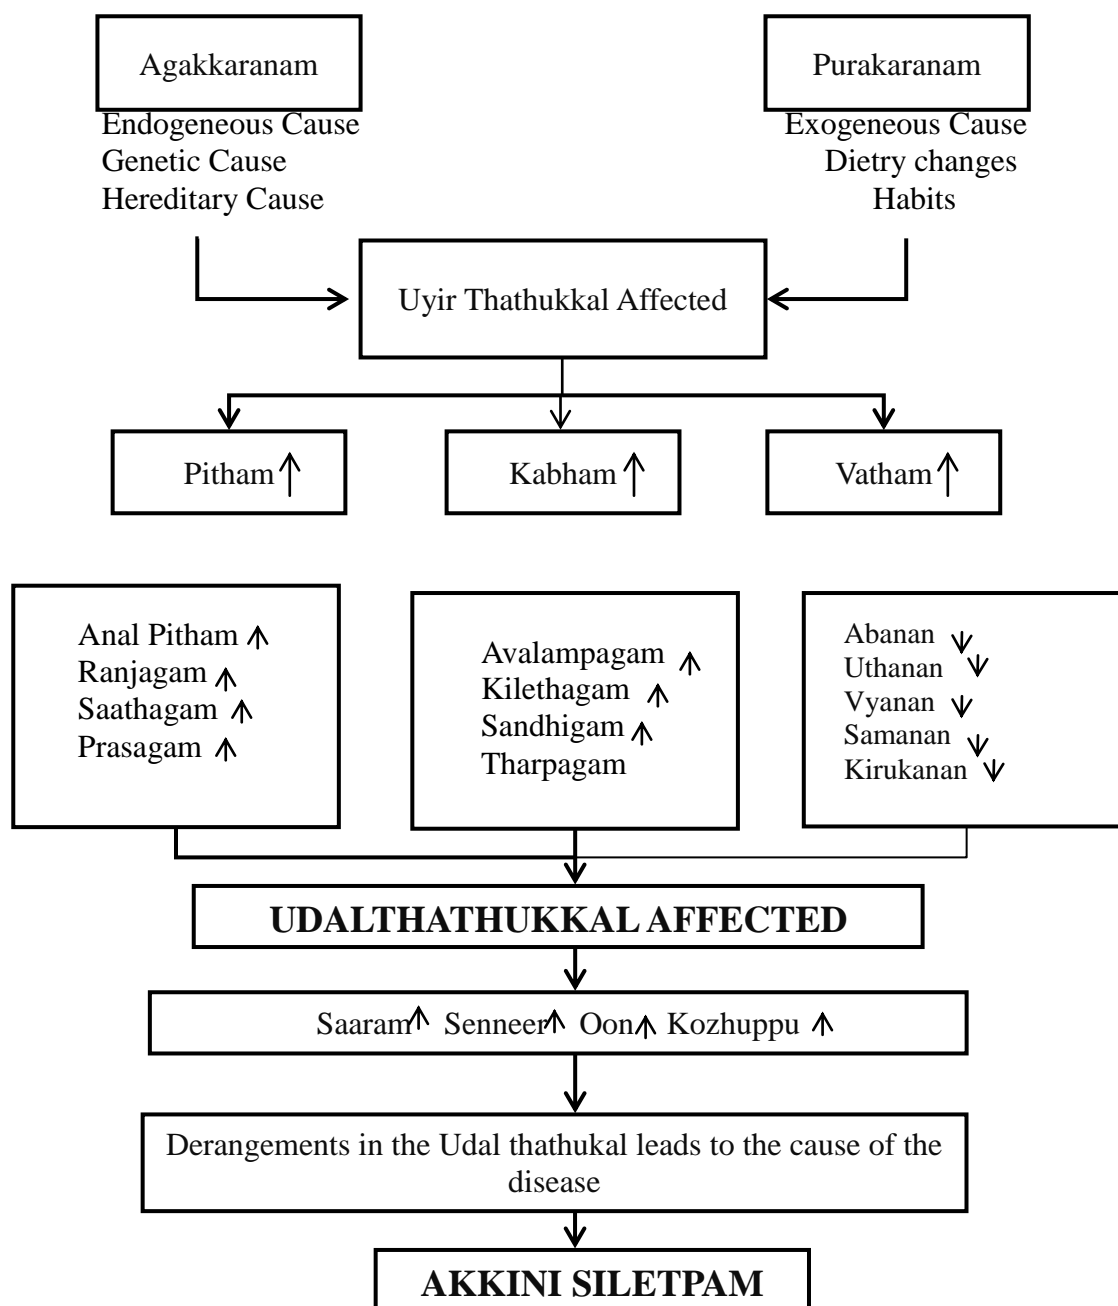 Agakkaranam
Endogeneous Cause
Genetic Cause
Hereditary Cause
Purakaranam
Exogeneous Cause
Dietry changes
Habits
Uyir Thathukkal Affected
Pitham
Kabham
Vatham
Anal Pitham
Ranjagam
Saathagam
Prasagam
Avalampagam
Kilethagam
Sandhigam
Tharpagam
Abanan
Uthanan
Vyanan
Samanan
Kirukanan
UDALTHATHUKKAL AFFECTED
Saaram Senneer Oon Kozhuppu
Derangements in the Udal thathukal leads to the cause of the
disease
AKKINI SILETPAM